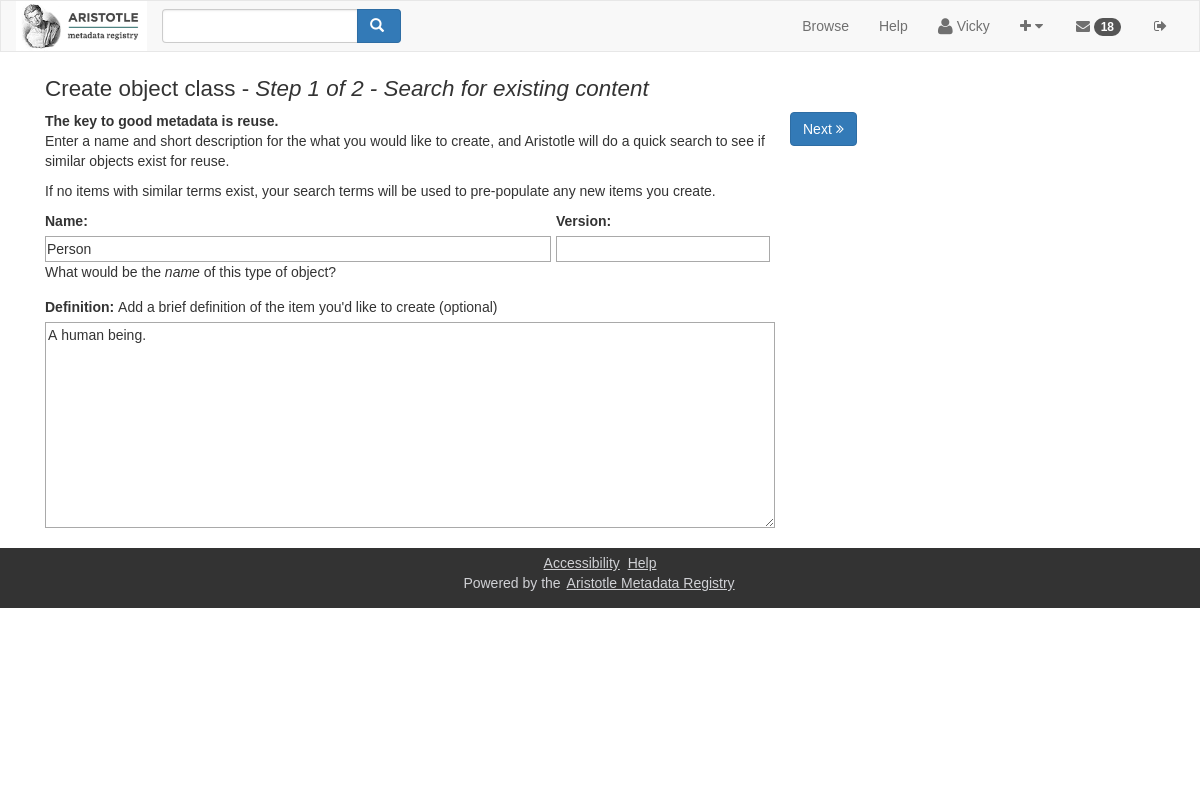 ARISTOTLE
metadata registry
Browse Help Vicky 18
Create object class - Step 1 of 2 - Search for existing content
The key to good metadata is reuse.
Enter a name and short description for the what you would like to create, and Aristotle will do a quick search to see if
similar objects exist for reuse.
Next »
If no items with similar terms exist, your search terms will be used to pre-populate any new items you create.
Name: Version:
Person
What would be the name of this type of object?
Definition: Add a brief definition of the item you'd like to create (optional)
A human being.
Accessibility Help
Powered by the Aristotle Metadata Registry